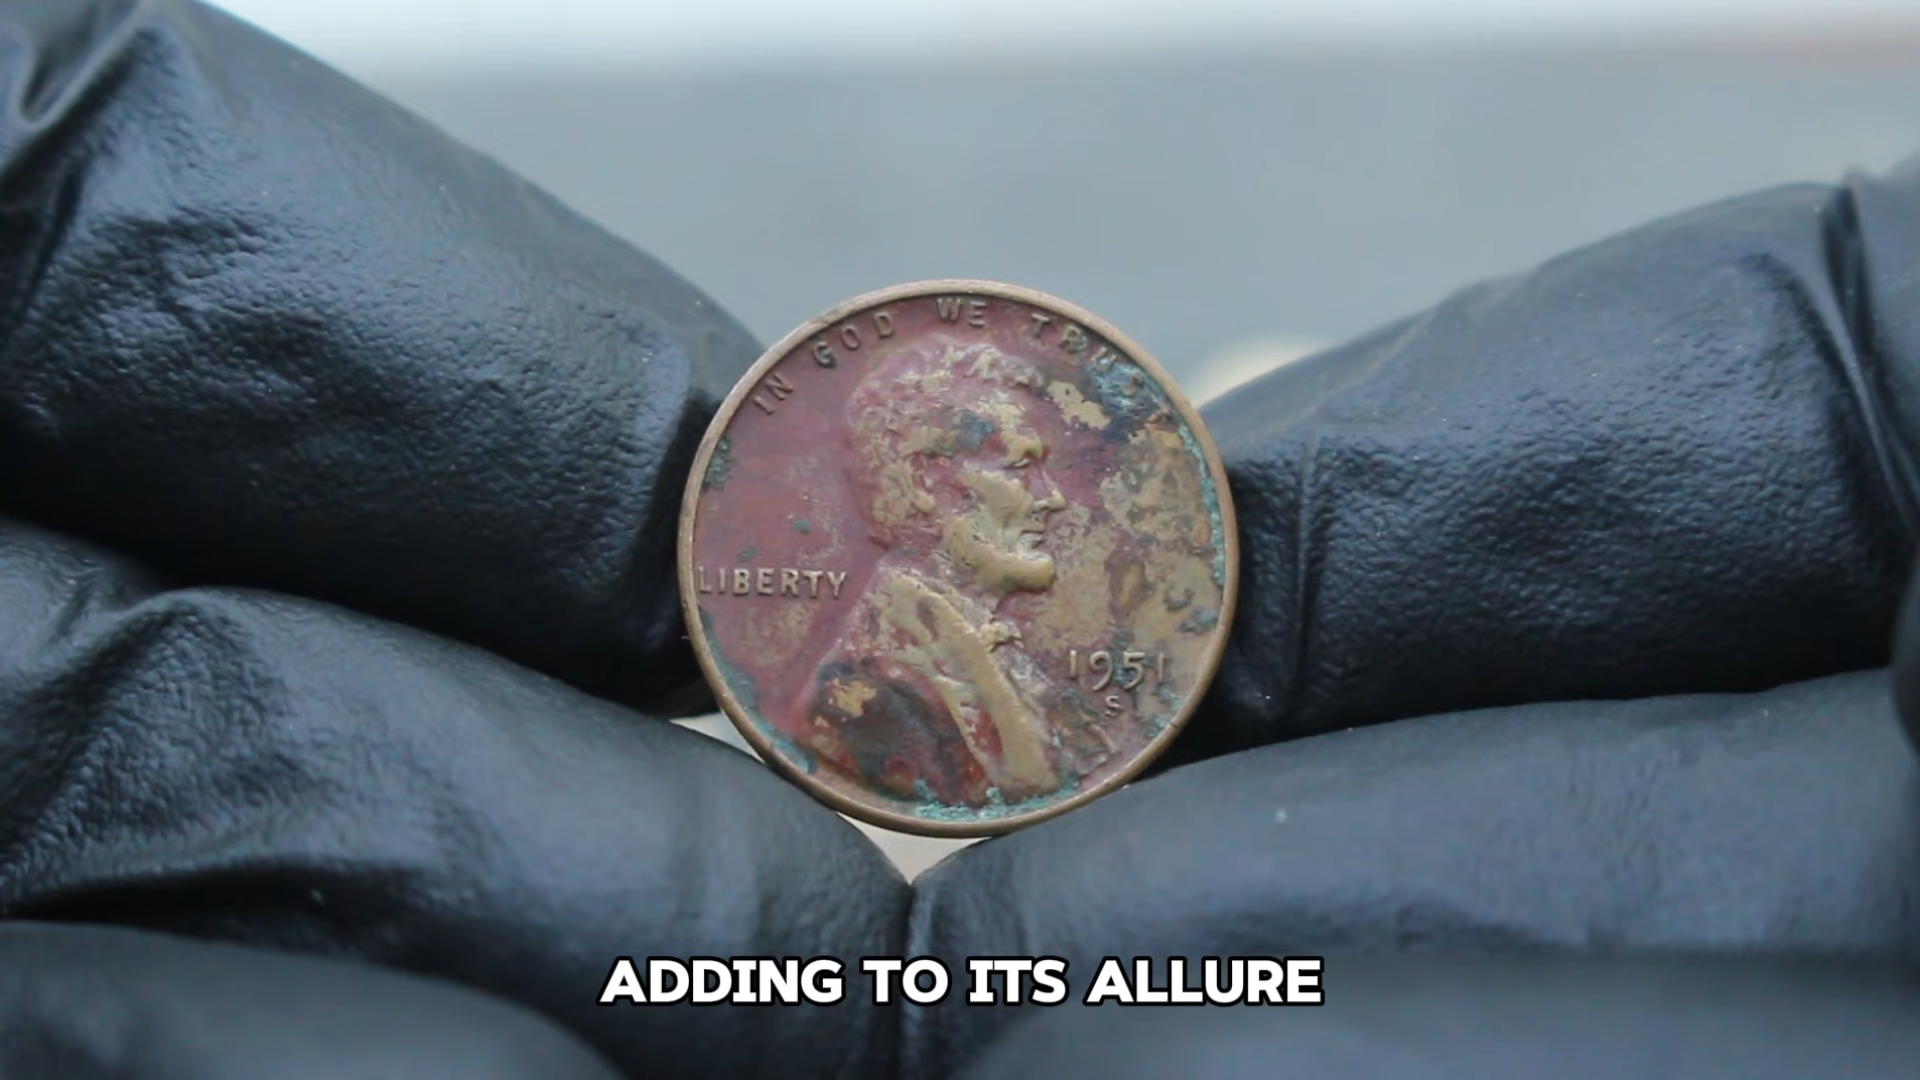 IN GOD WE TRUST
LIBERTY
1951
S
ADDING TO ITS ALLURE